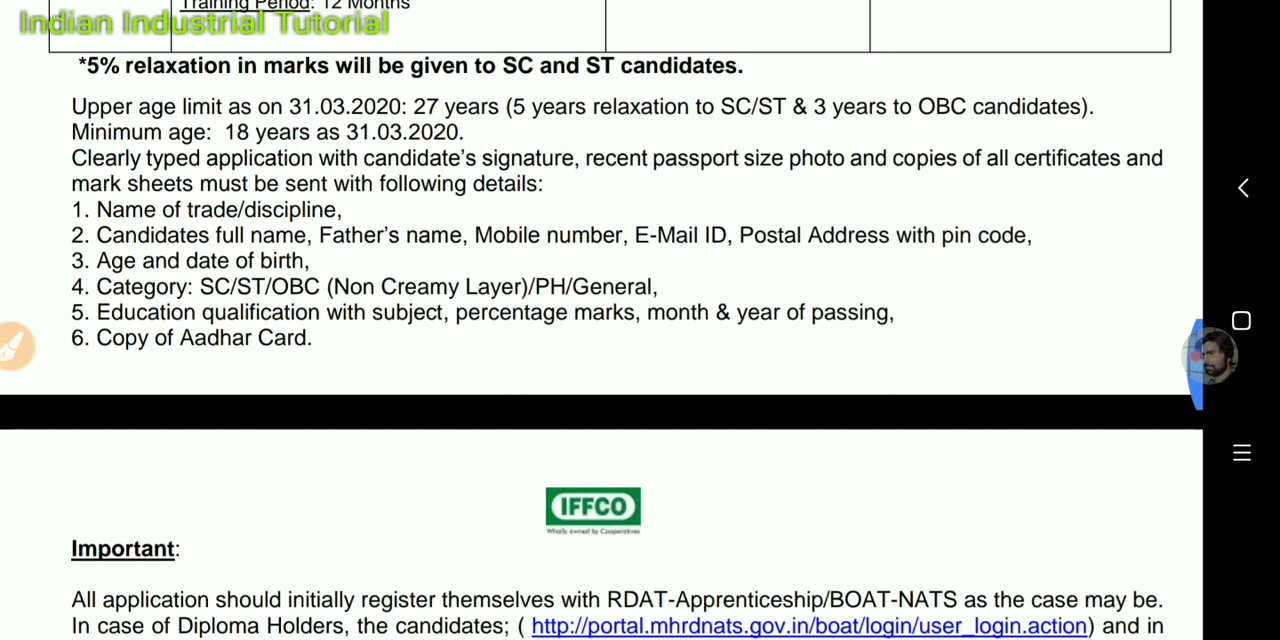 Training Period: 12 Months
Indian Industrial Tutorial
*5% relaxation in marks will be given to SC and ST candidates.
Upper age limit as on 31.03.2020: 27 years (5 years relaxation to SC/ST & 3 years to OBC candidates).
Minimum age:  18 years as 31.03.2020.
Clearly typed application with candidate's signature, recent passport size photo and copies of all certificates and
mark sheets must be sent with following details:
1. Name of trade/discipline,
2. Candidates full name, Father's name, Mobile number, E-Mail ID, Postal Address with pin code,
3. Age and date of birth,
4. Category: SC/ST/OBC (Non Creamy Layer)/PH/General,
5. Education qualification with subject, percentage marks, month & year of passing,
6. Copy of Aadhar Card.
IFFCO
Wholly owned by Cooperatives
Important:
All application should initially register themselves with RDAT-Apprenticeship/BOAT-NATS as the case may be.
In case of Diploma Holders, the candidates; ( http://portal.mhrdnats.gov.in/boat/login/user_login.action) and in